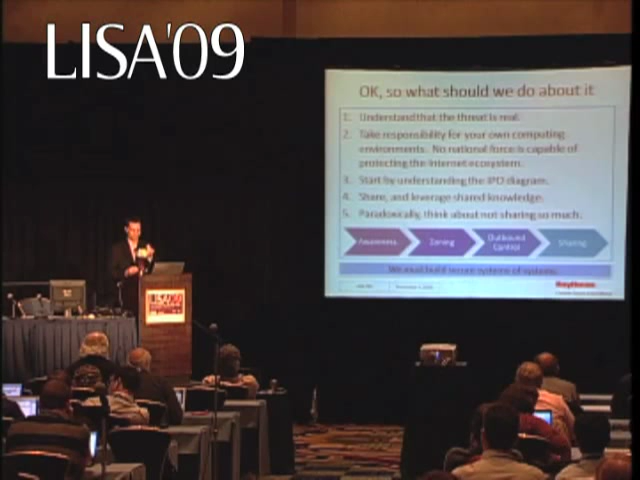 LISA'09
OK, so what should we do about it
1. Understand that the threat is real.
2. Take responsibility for your own computing
environments. No national force is capable of
protecting the Internet ecosystem.
3. Start by understanding the IPO diagram.
4. Share, and leverage shared knowledge.
5. Paradoxically, think about not sharing so much.
Awareness
Zoning
Outbound
Control
Sharing
We must build secure systems of systems
Raytheon
LISA'09